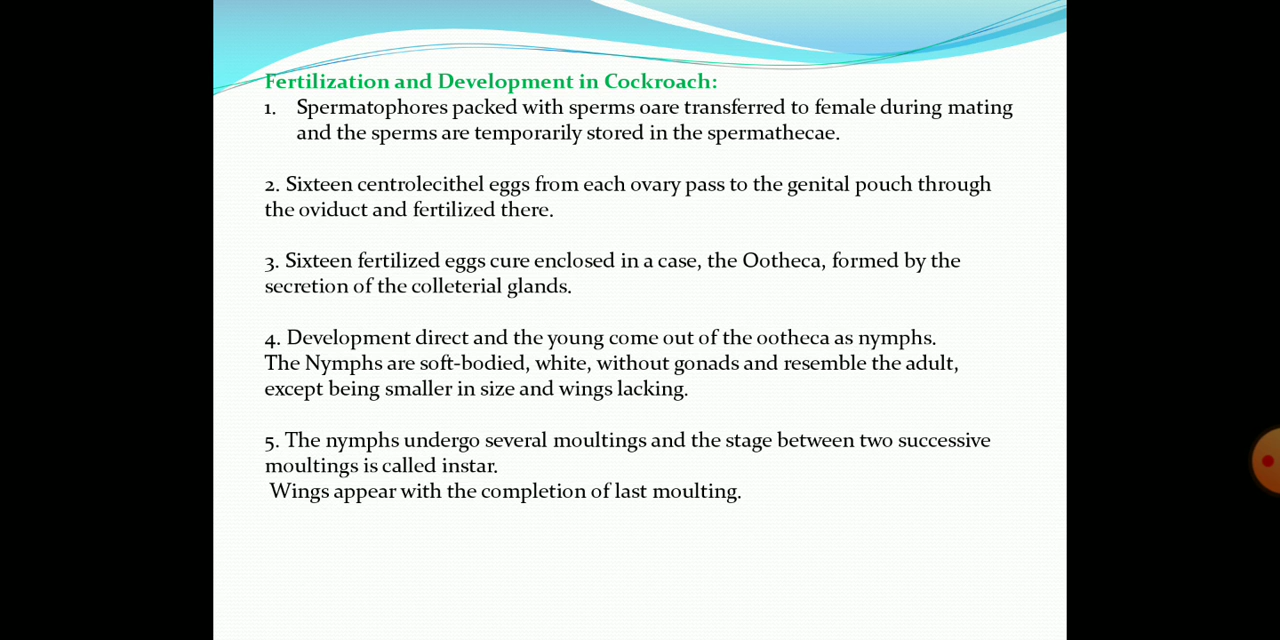 Fertilization and Development in Cockroach:
1. Spermatophores packed with sperms oare transferred to female during mating
and the sperms are temporarily stored in the spermathecae.
2. Sixteen centrolecithel eggs from each ovary pass to the genital pouch through
the oviduct and fertilized there.
3. Sixteen fertilized eggs cure enclosed in a case, the Ootheca, formed by the
secretion of the colleterial glands.
4. Development direct and the young come out of the ootheca as nymphs.
The Nymphs are soft-bodied, white, without gonads and resemble the adult,
except being smaller in size and wings lacking.
5. The nymphs undergo several moultings and the stage between two successive
moultings is called instar.
Wings appear with the completion of last moulting.